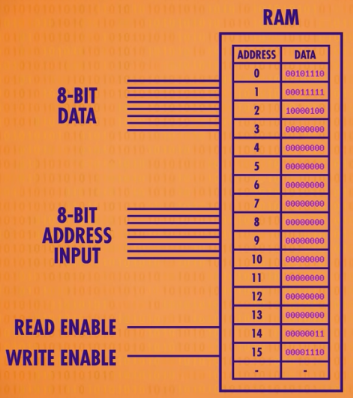 RAM
ADDRESS DATA
0 00101110
1 00011111
2 10000100
3 00000000
4 00000000
5 00000000
6 00000000
7 00000000
8 00000000
9 00000000
10 00000000
11 00000000
12 00000000
13 00000000
14 00000011
15 00001110
- -
8-BIT
DATA
8-BIT
ADDRESS
INPUT
READ ENABLE
WRITE ENABLE